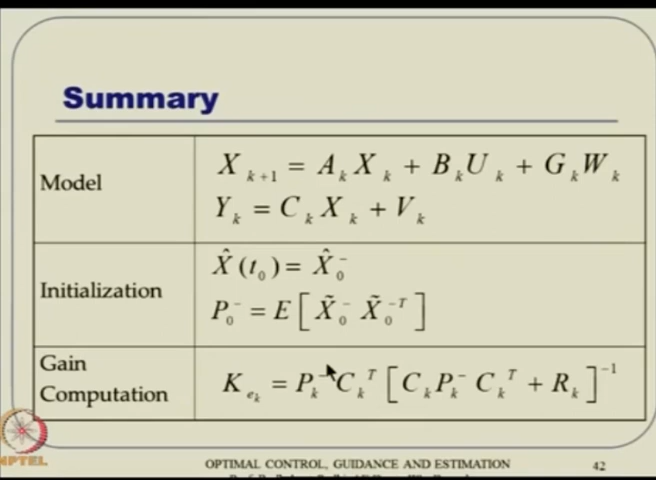 Summary
Model
X_{k+1} = A_k X_k + B_k U_k + G_k W_k
Y_k = C_k X_k + V_k
Initialization
X̂(t_0) = X̂_0^-
P_0^- = E[X̃_0^- X̃_0^{-T}]
Gain
Computation
K_{e_k} = P_k^- C_k^T [C_k P_k^- C_k^T + R_k]^{-1}
NPTEL
OPTIMAL CONTROL, GUIDANCE AND ESTIMATION
42